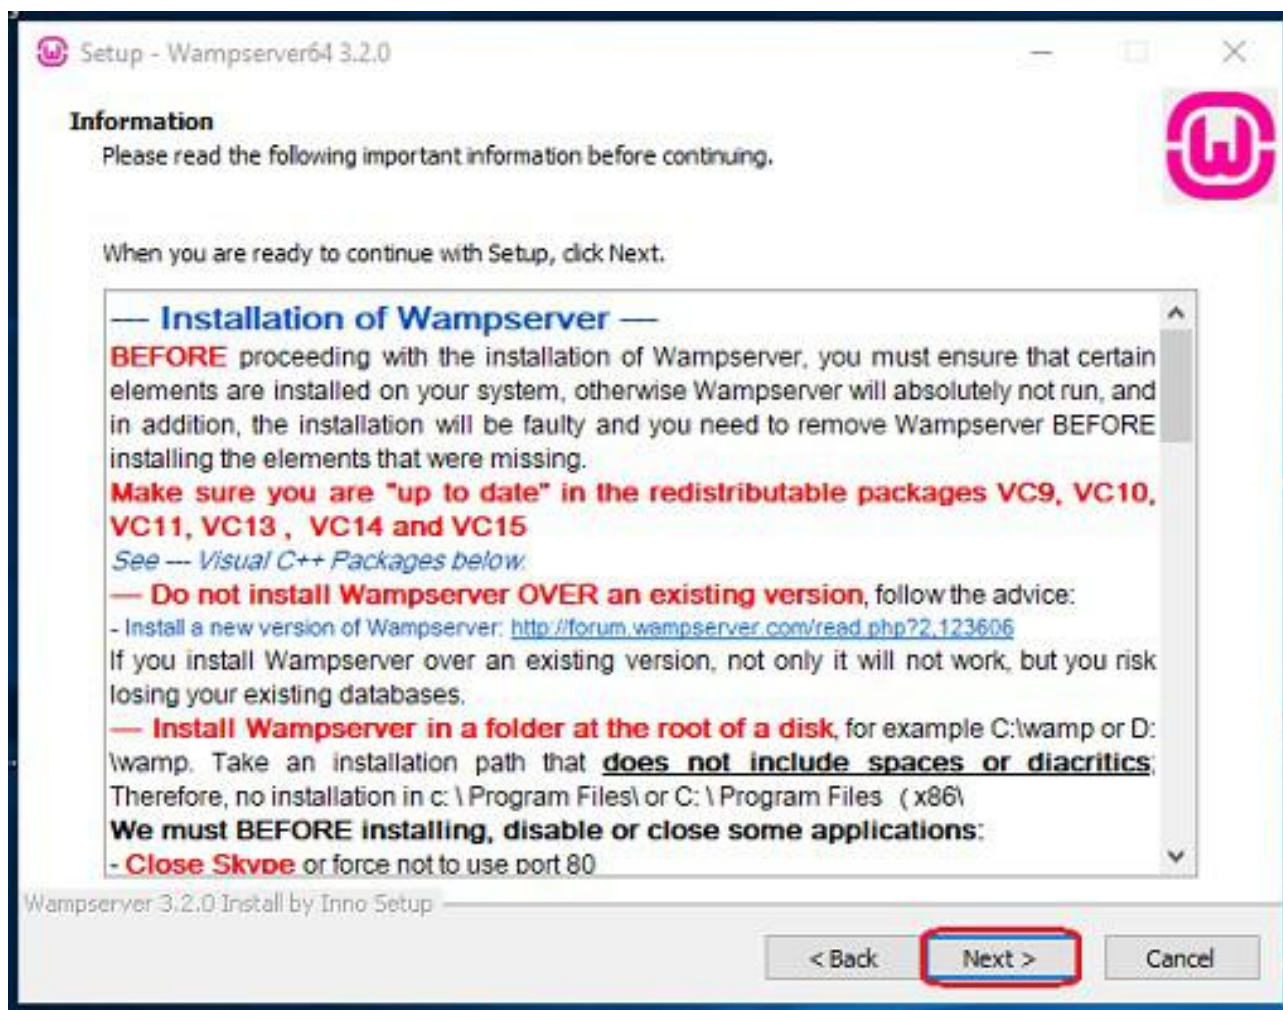 Setup - Wampserver64 3.2.0
Information
Please read the following important information before continuing.
When you are ready to continue with Setup, click Next.
— Installation of Wampserver —
BEFORE proceeding with the installation of Wampserver, you must ensure that certain
elements are installed on your system, otherwise Wampserver will absolutely not run, and
in addition, the installation will be faulty and you need to remove Wampserver BEFORE
installing the elements that were missing.
Make sure you are "up to date" in the redistributable packages VC9, VC10,
VC11, VC13 , VC14 and VC15
See --- Visual C++ Packages below.
— Do not install Wampserver OVER an existing version, follow the advice:
- Install a new version of Wampserver: http://forum.wampserver.com/read.php?2,123606
If you install Wampserver over an existing version, not only it will not work, but you risk
losing your existing databases.
— Install Wampserver in a folder at the root of a disk, for example C:\wamp or D:
\wamp. Take an installation path that does not include spaces or diacritics;
Therefore, no installation in c: \ Program Files\ or C: \ Program Files (x86\
We must BEFORE installing, disable or close some applications:
- Close Skype or force not to use port 80
Wampserver 3.2.0 Install by Inno Setup
< Back
Next >
Cancel